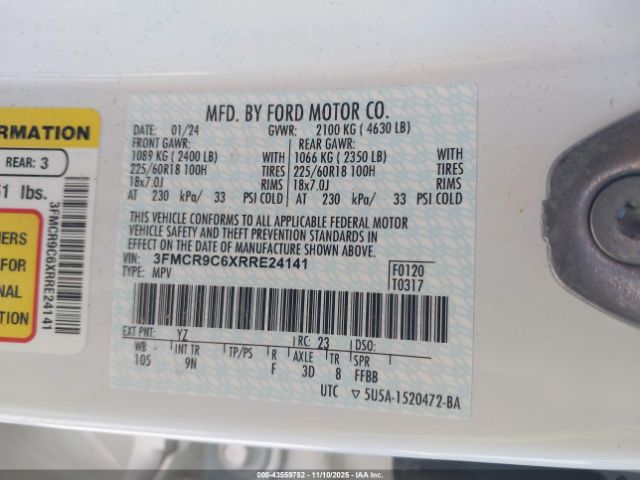 ORMATION
REAR: 3
51 lbs.
3FMCR9C6XRRE24141
NERS
FOR
NAL
TION
MFD. BY FORD MOTOR CO.
DATE: 01/24 GVWR: 2100 KG ( 4630 LB)
FRONT GAWR: REAR GAWR:
1089 KG ( 2400 LB) WITH 1066 KG ( 2350 LB) WITH
225/60R18 100H TIRES 225/60R18 100H TIRES
18x7.0J RIMS 18x7.0J RIMS
AT 230 kPa/ 33 PSI COLD AT 230 kPa/ 33 PSI COLD
THIS VEHICLE CONFORMS TO ALL APPLICABLE FEDERAL MOTOR
VEHICLE SAFETY AND THEFT PREVENTION STANDARDS IN
EFFECT ON THE DATE OF MANUFACTURE SHOWN ABOVE.
VIN: 3FMCR9C6XRRE24141
TYPE: MPV
F0120
T0317
EXT PNT: YZ RC: 23 DSO:
WB INT TR TP/PS R AXLE TR SPR
105 9N F 3D 8 FFBB
UTC ▽ 5U5A-1520472-BA
000-43559752 - 11/10/2025 - IAAI.COM